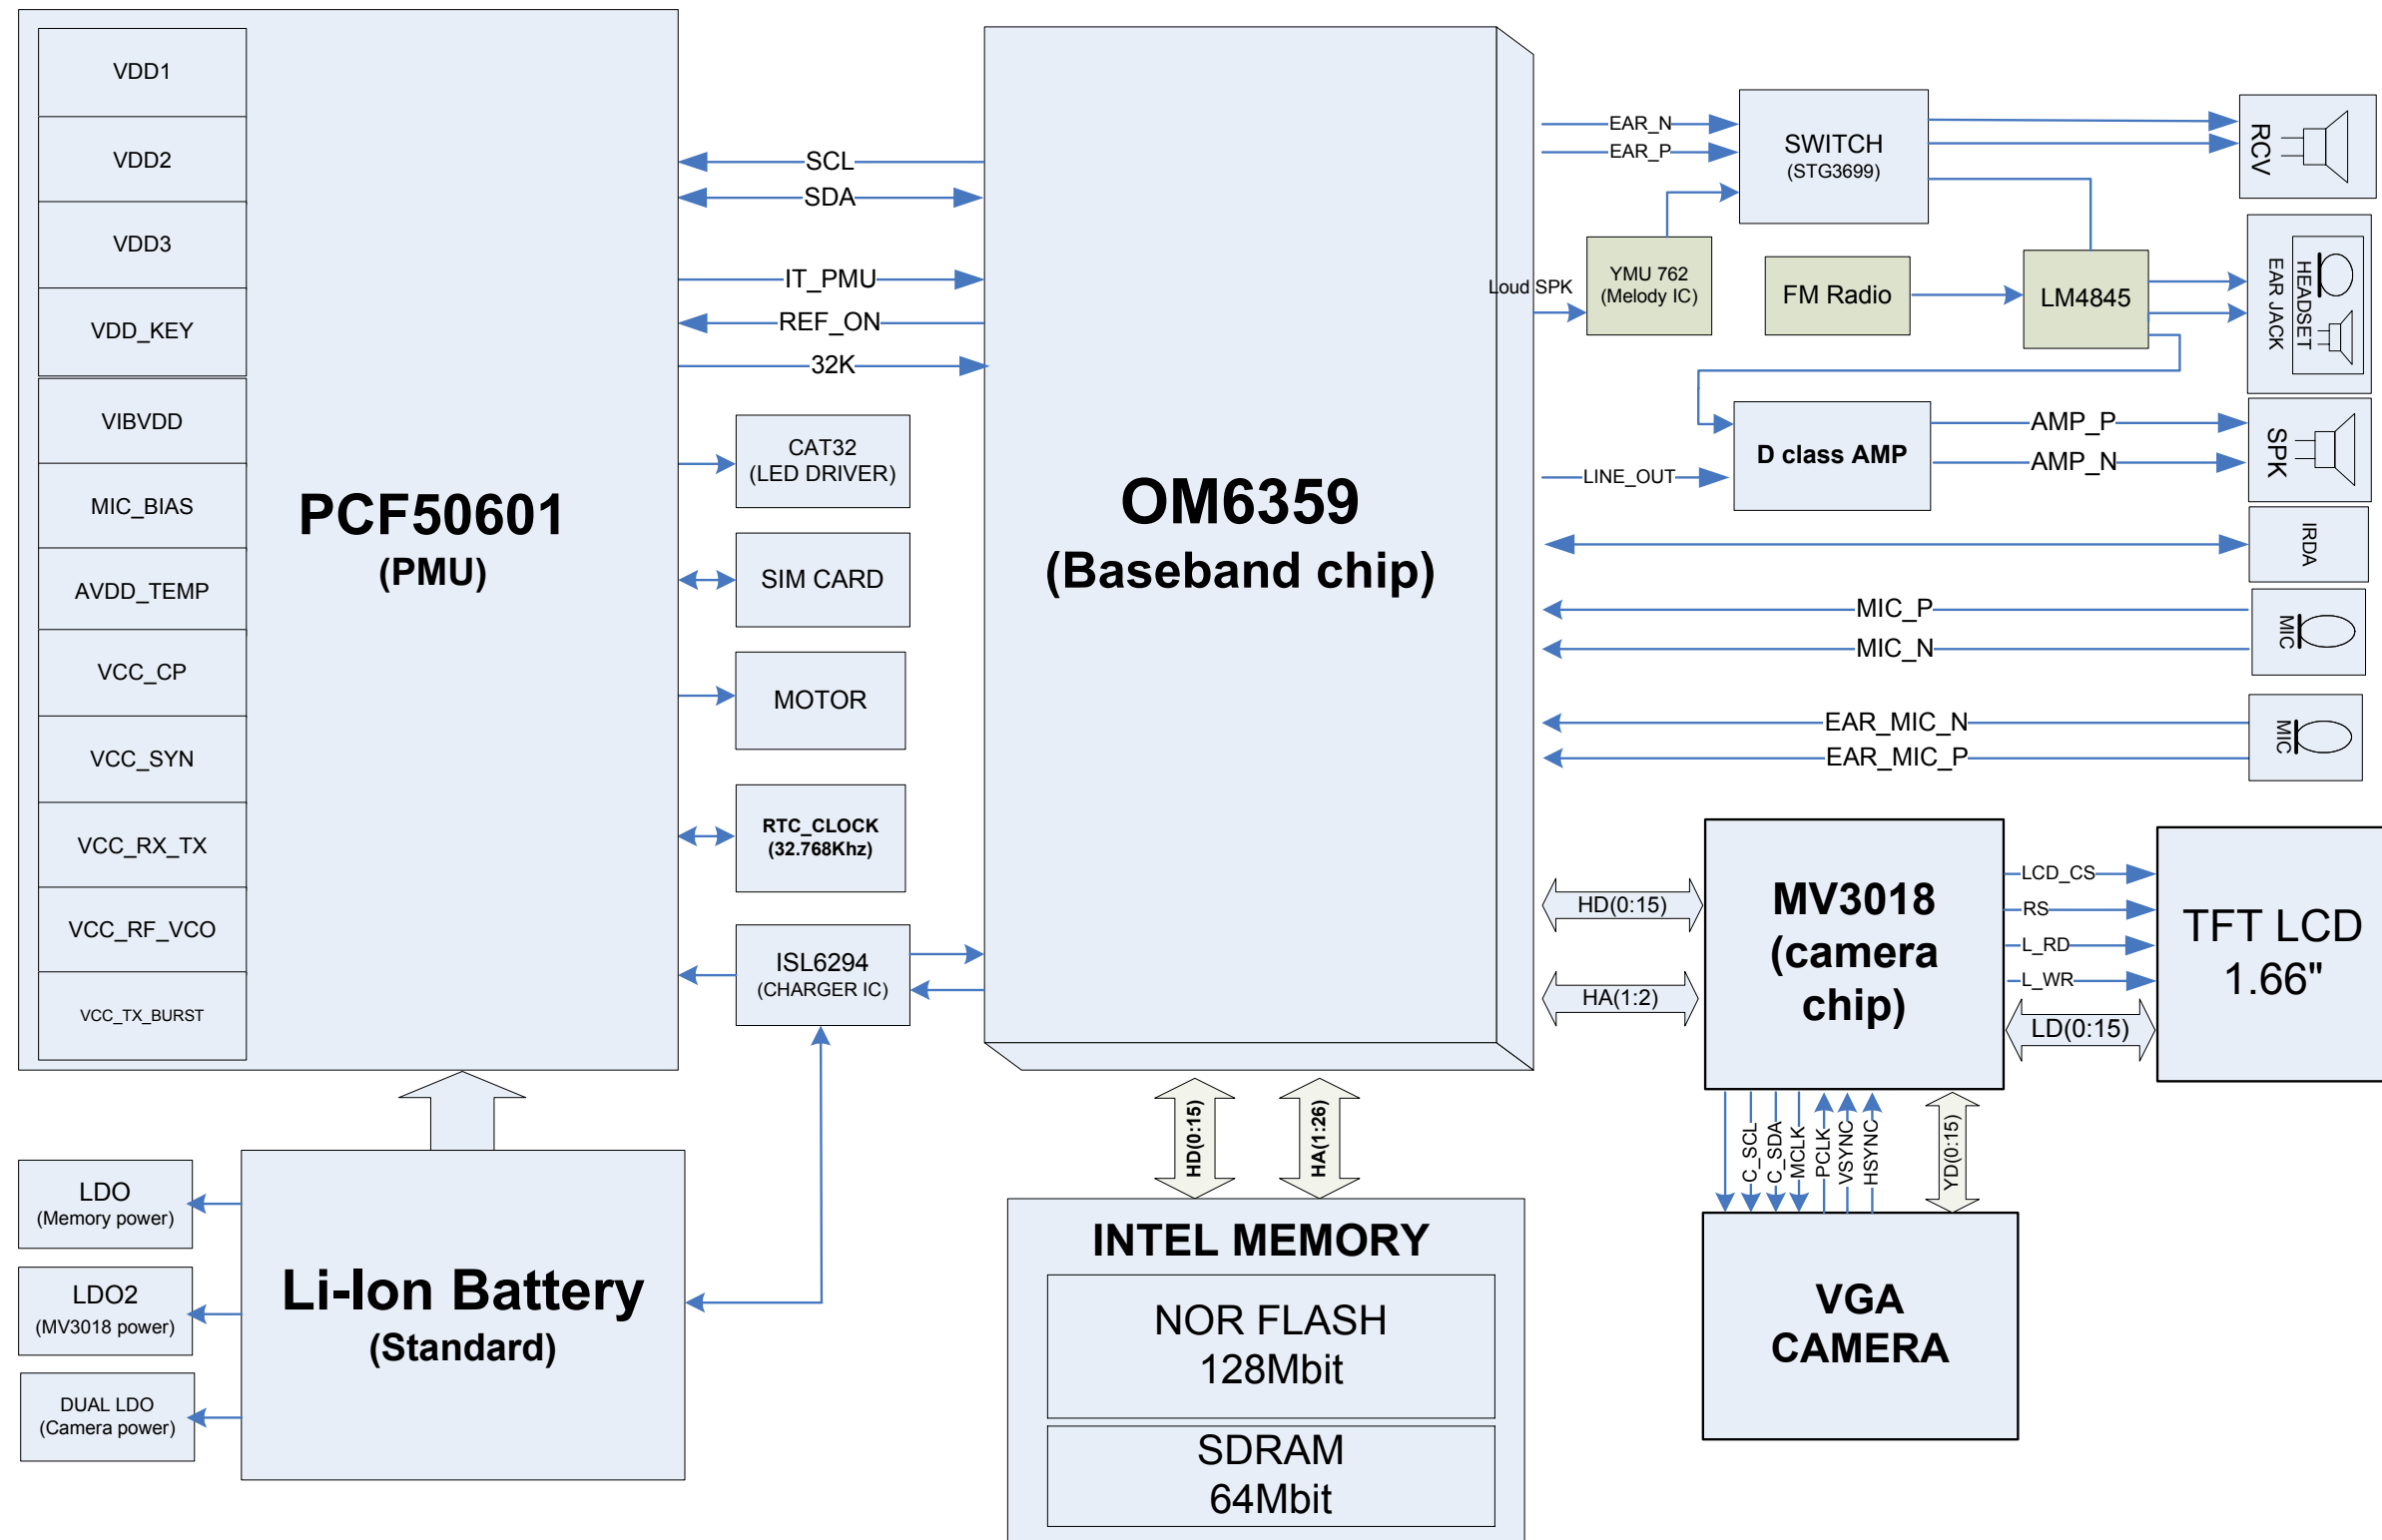 VDD1
VDD2
VDD3
VDD_KEY
VIBVDD
MIC_BIAS
AVDD_TEMP
VCC_CP
VCC_SYN
VCC_RX_TX
VCC_RF_VCO
VCC_TX_BURST
PCF50601
(PMU)
SCL
SDA
IT_PMU
REF_ON
32K
CAT32
(LED DRIVER)
SIM CARD
MOTOR
RTC_CLOCK
(32.768Khz)
ISL6294
(CHARGER IC)
OM6359
(Baseband chip)
EAR_N
EAR_P
SWITCH
(STG3699)
RCV
Loud SPK
YMU 762
(Melody IC)
FM Radio
LM4845
HEADSET
EAR JACK
D class AMP
AMP_P
AMP_N
SPK
LINE_OUT
IRDA
MIC_P
MIC_N
MIC
EAR_MIC_N
EAR_MIC_P
MIC
HD(0:15)
HA(1:2)
MV3018
(camera
chip)
LCD_CS
RS
L_RD
L_WR
LD(0:15)
TFT LCD
1.66"
C_SCL
C_SDA
MCLK
PCLK
VSYNC
HSYNC
YD(0:15)
VGA
CAMERA
HD(0:15)
HA(1:26)
INTEL MEMORY
NOR FLASH
128Mbit
SDRAM
64Mbit
LDO
(Memory power)
LDO2
(MV3018 power)
DUAL LDO
(Camera power)
Li-Ion Battery
(Standard)